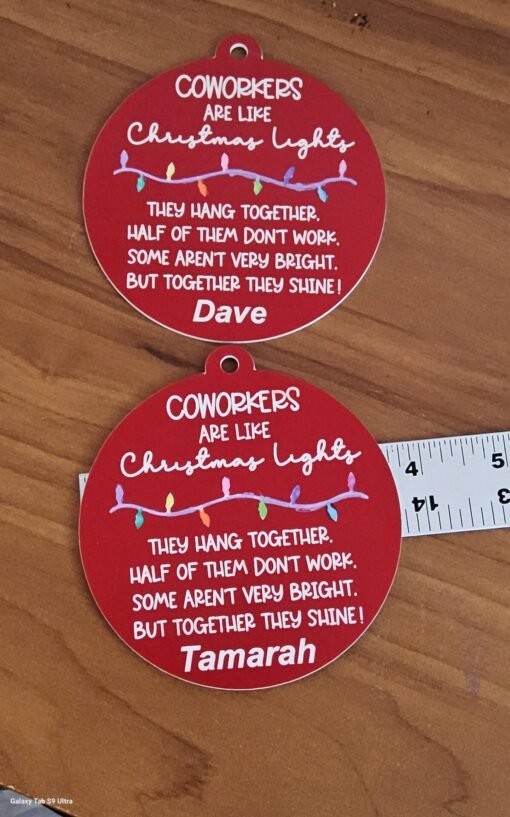 COWORKERS
ARE LIKE
Christmas Lights
THEY HANG TOGETHER.
HALF OF THEM DON'T WORK.
SOME AREN'T VERY BRIGHT.
BUT TOGETHER THEY SHINE!
Dave
COWORKERS
ARE LIKE
Christmas Lights
THEY HANG TOGETHER.
HALF OF THEM DON'T WORK.
SOME AREN'T VERY BRIGHT.
BUT TOGETHER THEY SHINE!
Tamarah
4 5
14 3
Galaxy Tab S9 Ultra